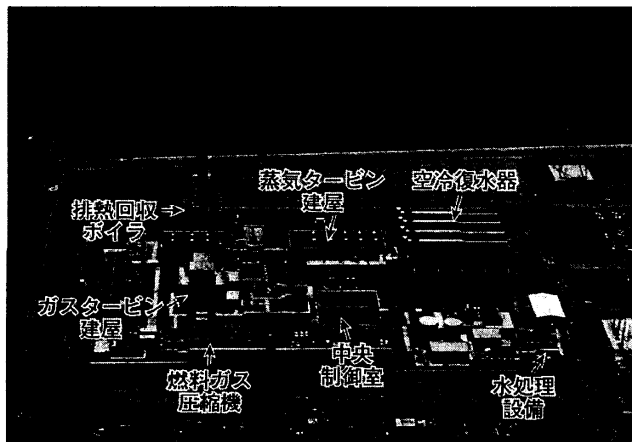 蒸気タービン
建屋
空冷復水器
排熱回収
ボイラ
ガスタービン
建屋
燃料ガス
圧縮機
中央
制御室
水処理
設備